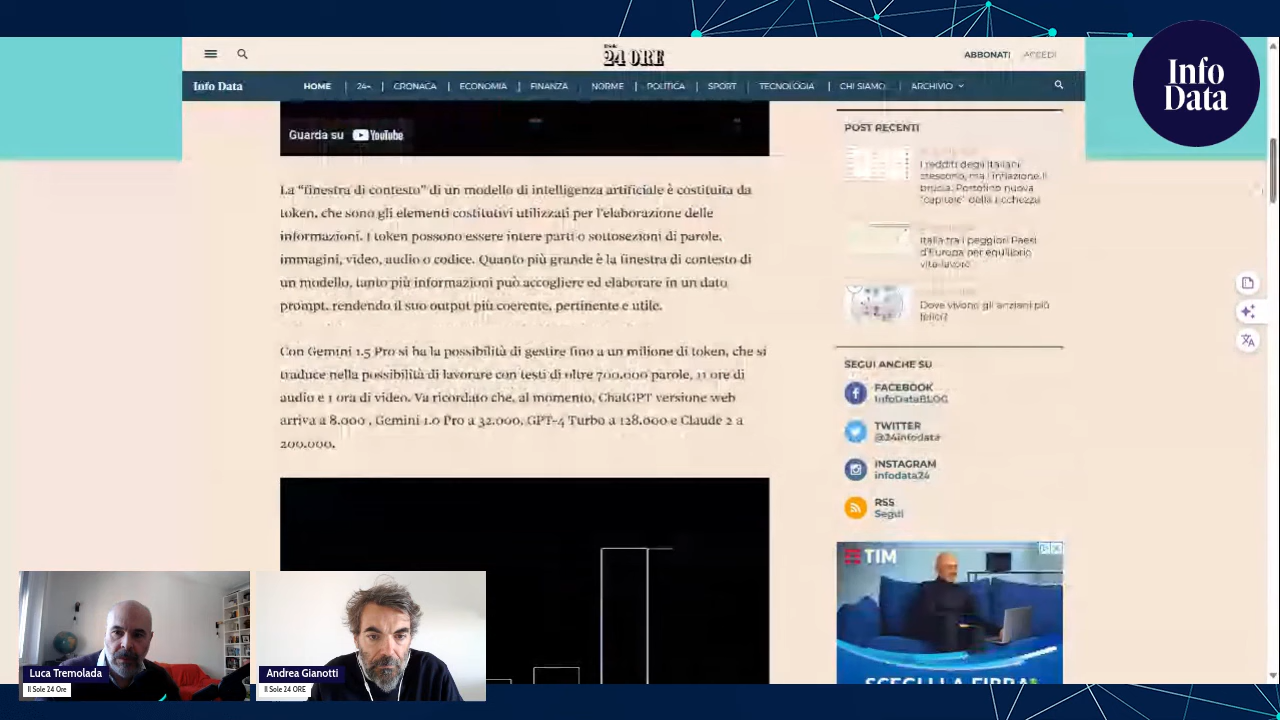 Info
Data
24 ORE
ABBONATI
ACCEDI
Info Data
HOME
24+
CRONACA
ECONOMIA
FINANZA
NORME
POLITICA
SPORT
TECNOLOGIA
CHI SIAMO
ARCHIVIO
Guarda su YouTube
La “finestra di contesto” di un modello di intelligenza artificiale è costituita da
token, che sono gli elementi costitutivi utilizzati per l’elaborazione delle
informazioni. I token possono essere intere parti o sottosezioni di parole,
immagini, video, audio o codice. Quanto più grande è la finestra di contesto di
un modello, tanto più informazioni può accogliere ed elaborare in un dato
prompt, rendendo il suo output più coerente, pertinente e utile.
Con Gemini 1.5 Pro si ha la possibilità di gestire fino a un milione di token, che si
traduce nella possibilità di lavorare con testi di oltre 700.000 parole, 11 ore di
audio e 1 ora di video. Va ricordato che, al momento, ChatGPT versione web
arriva a 8.000 , Gemini 1.0 Pro a 32.000, GPT-4 Turbo a 128.000 e Claude 2 a
200.000.
POST RECENTI
I redditi degli italiani
crescono, ma l’inflazione li
brucia. Portofino nuova
“capitale” della ricchezza
Italia tra i peggiori Paesi
d’Europa per equilibrio
vita-lavoro
Dove vivono gli anziani più
felici?
SEGUI ANCHE SU
FACEBOOK
InfoDataBLOG
TWITTER
@24infodata
INSTAGRAM
infodata24
RSS
Segui
TIM
SCEGLI LA FIBRA
Luca Tremolada
Il Sole 24 Ore
Andrea Gianotti
Il Sole 24 ORE